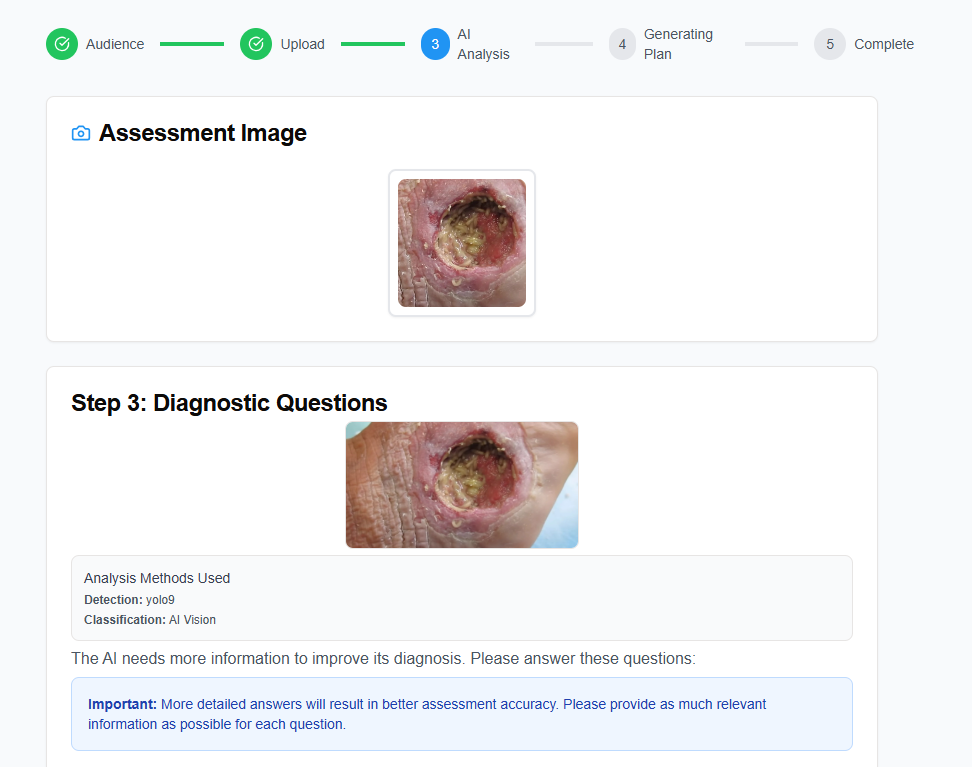 Audience
Upload
3
AI
Analysis
4
Generating
Plan
5
Complete
Assessment Image
Step 3: Diagnostic Questions
Analysis Methods Used
Detection: yolo9
Classification: AI Vision
The AI needs more information to improve its diagnosis. Please answer these questions:
Important: More detailed answers will result in better assessment accuracy. Please provide as much relevant
information as possible for each question.